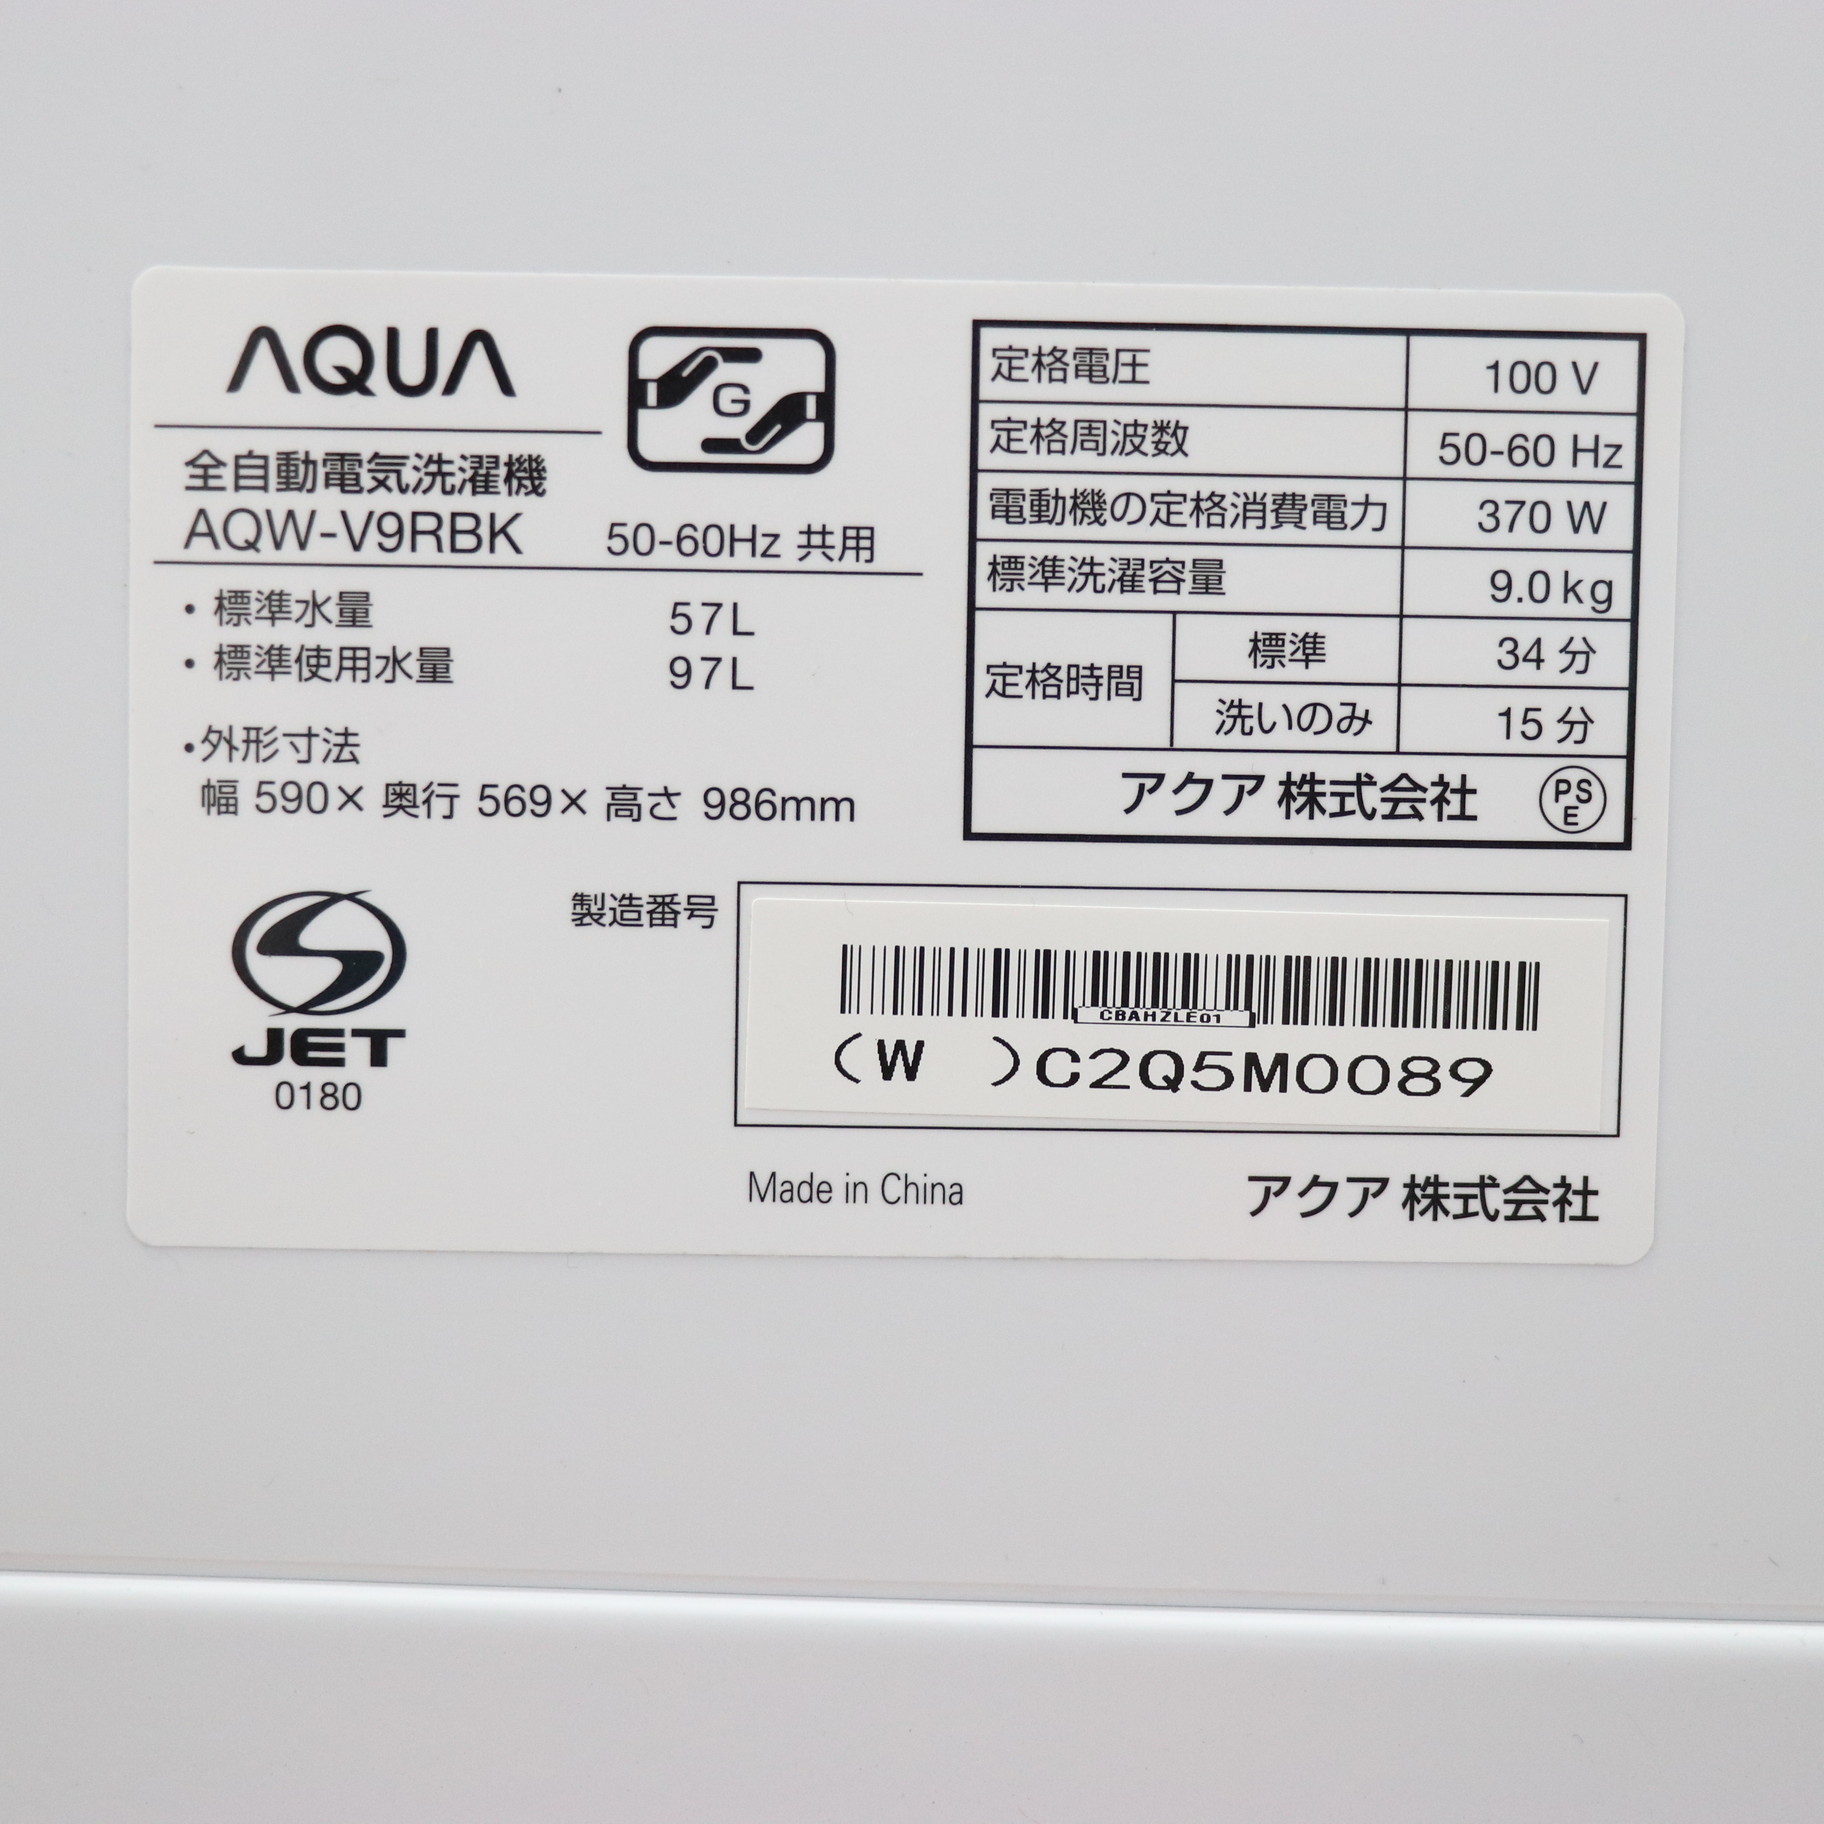 AQUA
G
全自動電気洗濯機
AQW-V9RBK 50-60Hz 共用
・標準水量 57L
・標準使用水量 97L
・外形寸法
幅 590× 奥行 569× 高さ 986mm
定格電圧 100 V
定格周波数 50-60 Hz
電動機の定格消費電力 370 W
標準洗濯容量 9.0kg
定格時間 標準 34 分
洗いのみ 15 分
アクア 株式会社 PSE
JET
0180
製造番号
CBAHZLE01
(W )C2Q5M0089
Made in China アクア 株式会社